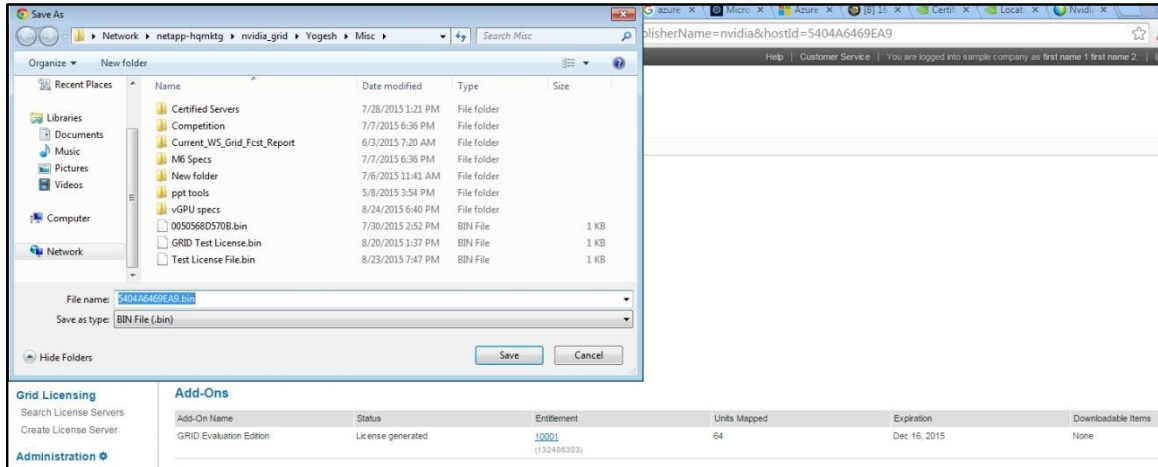 Save As
Network ▸ netapp-hqmktg ▸ nvidia_grid ▸ Yogesh ▸ Misc ▸
Search Misc
Organize
New folder
Recent Places
Libraries
Documents
Music
Pictures
Videos
Computer
Network
Name Date modified Type Size
Certified Servers 7/28/2015 1:21 PM File folder
Competition 7/7/2015 6:36 PM File folder
Current_WS_Grid_Fcst_Report 6/3/2015 7:20 AM File folder
M6 Specs 7/7/2015 6:36 PM File folder
New folder 7/6/2015 11:41 AM File folder
ppt tools 5/8/2015 3:54 PM File folder
vGPU specs 8/24/2015 6:40 PM File folder
0050568D570B.bin 7/30/2015 2:52 PM BIN File 1 KB
GRID Test License.bin 8/20/2015 1:37 PM BIN File 1 KB
Test License File.bin 8/23/2015 7:47 PM BIN File 1 KB
File name: 5404A6469EA9.bin
Save as type: BIN File (.bin)
Hide Folders
Save
Cancel
azure Micro Azure [B] 16 Certifi Locati Nvidi
blisherName=nvidia&hostId=5404A6469EA9
Help | Customer Service | You are logged into sample company as first name 1 first name 2. |
Grid Licensing
Search License Servers
Create License Server
Administration
Add-Ons
Add-On Name Status Entitlement Units Mapped Expiration Downloadable Items
GRID Evaluation Edition License generated 10001 64 Dec 16, 2015 None
(132486303)